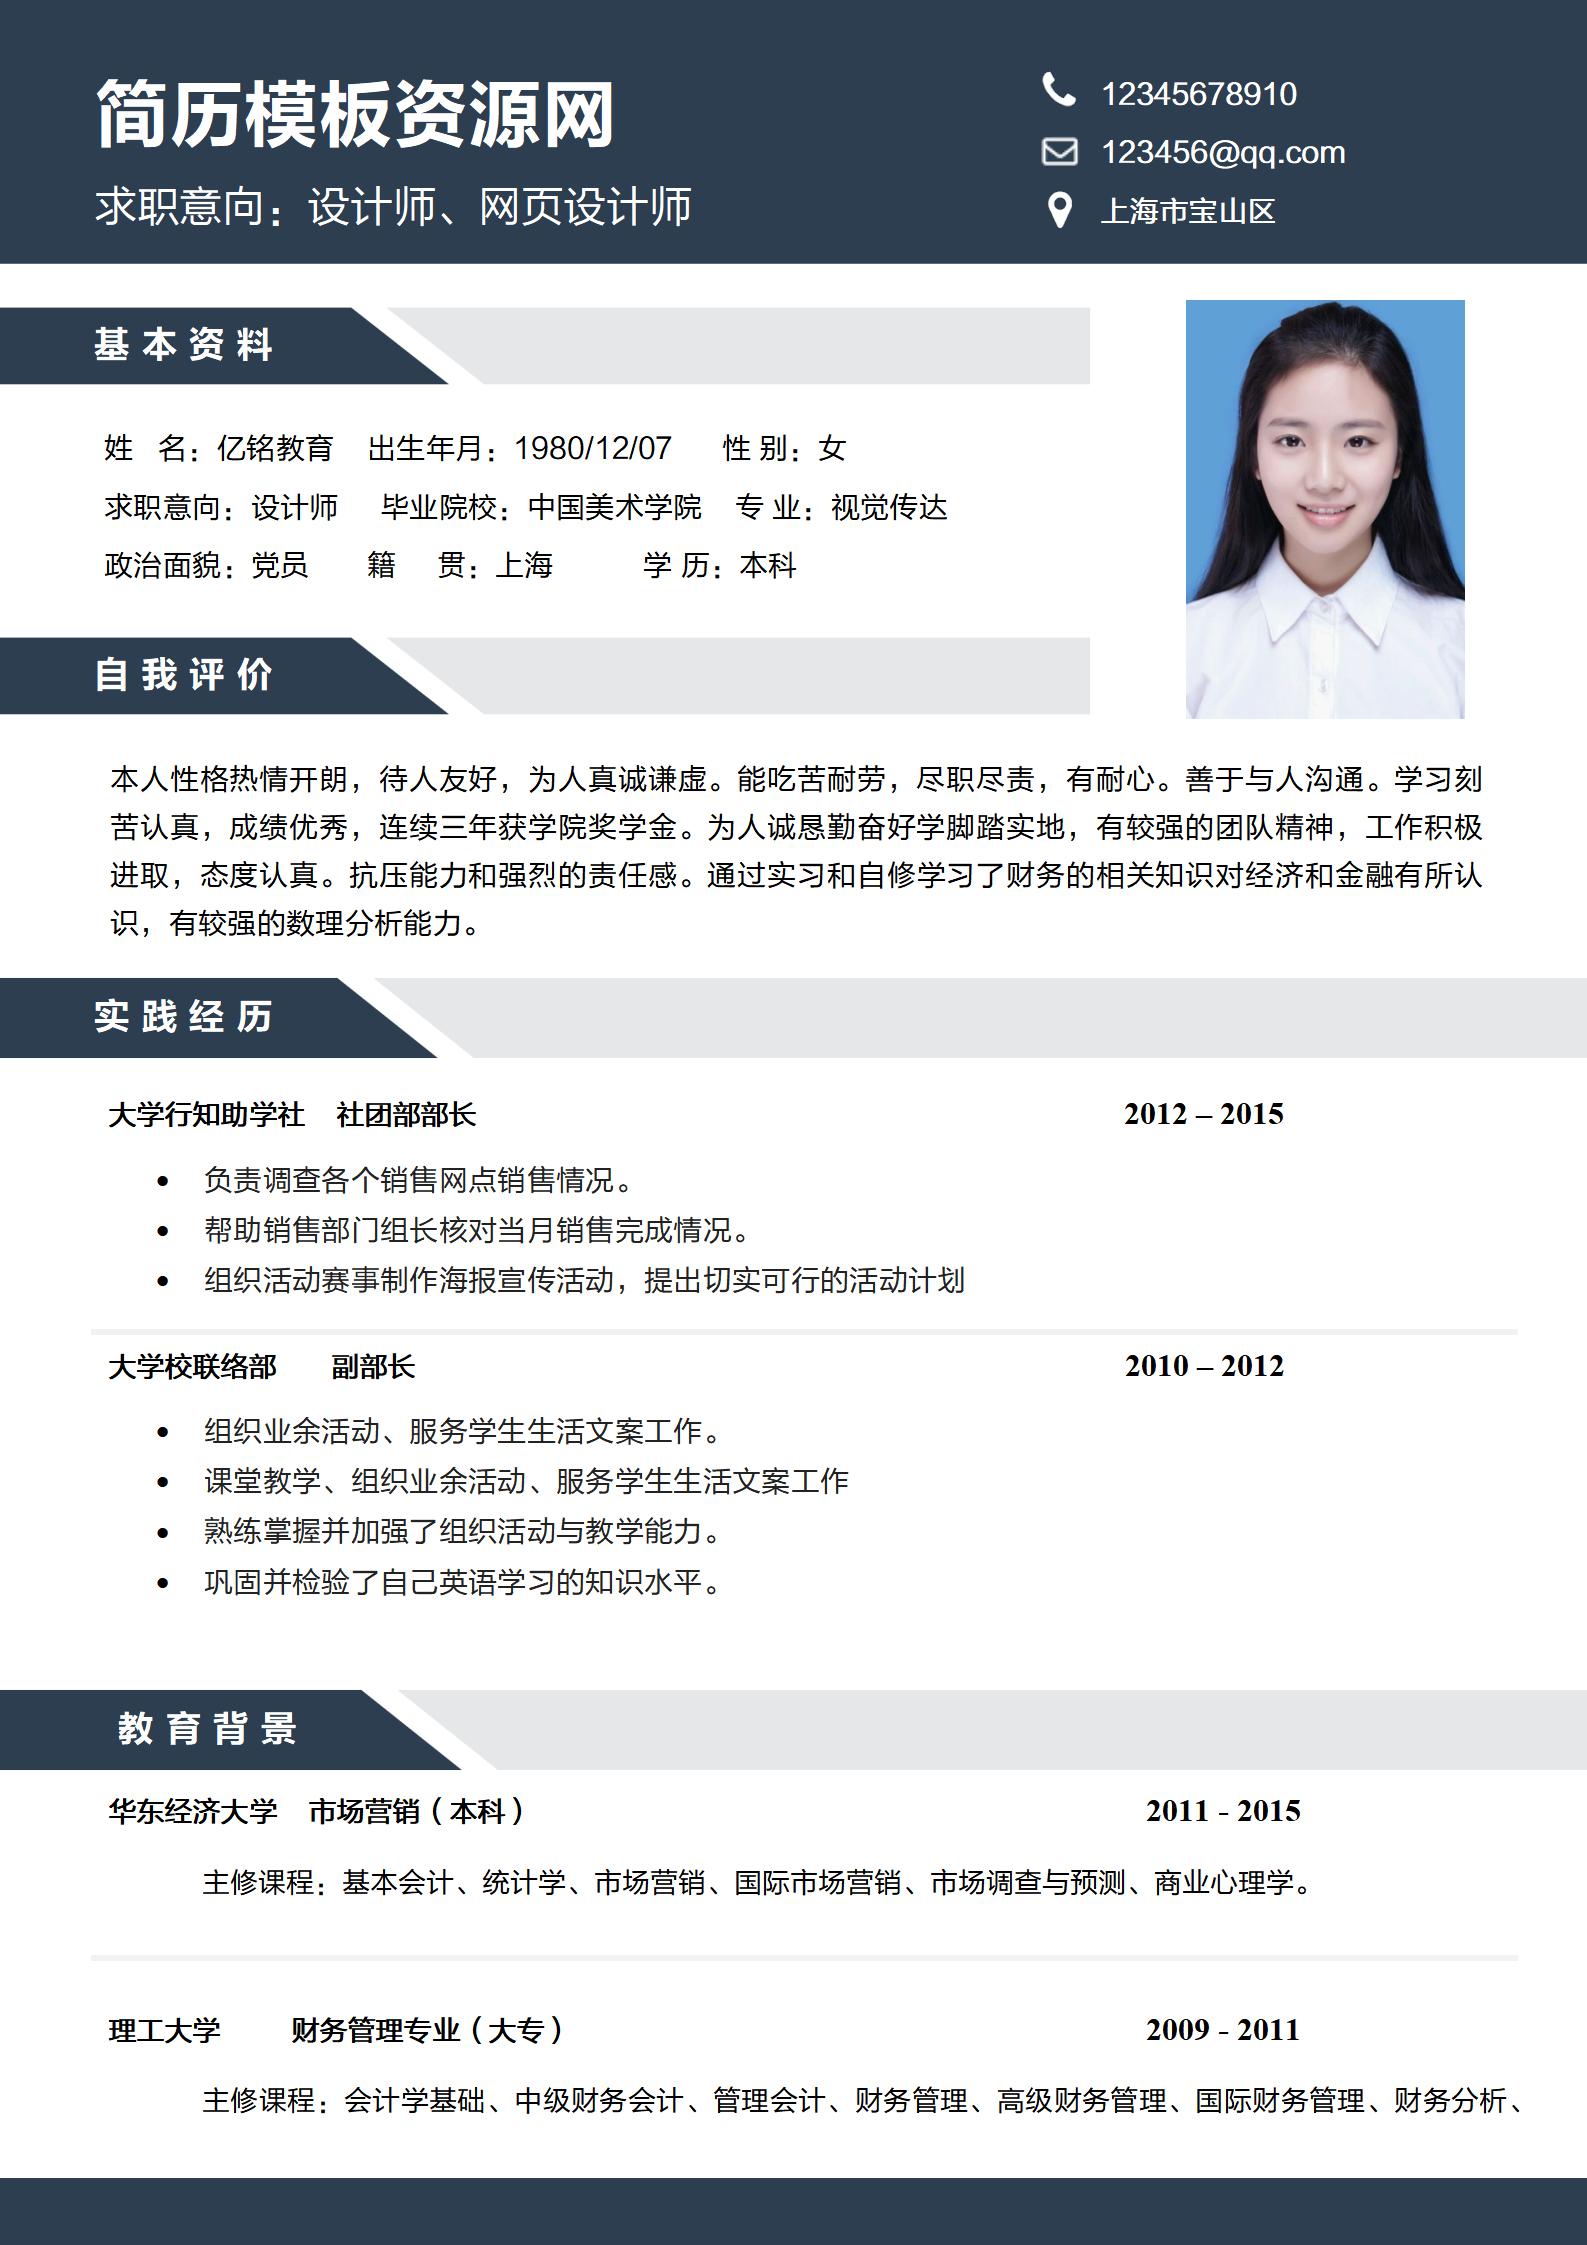 简历模板资源网
求职意向：设计师、网页设计师
12345678910
123456@qq.com
上海市宝山区
基本资料
姓 名：亿铭教育 出生年月：1980/12/07 性 别：女
求职意向：设计师 毕业院校：中国美术学院 专 业：视觉传达
政治面貌：党员 籍 贯：上海 学 历：本科
自我评价
本人性格热情开朗，待人友好，为人真诚谦虚。能吃苦耐劳，尽职尽责，有耐心。善于与人沟通。学习刻
苦认真，成绩优秀，连续三年获学院奖学金。为人诚恳勤奋好学脚踏实地，有较强的团队精神，工作积极
进取，态度认真。抗压能力和强烈的责任感。通过实习和自修学习了财务的相关知识对经济和金融有所认
识，有较强的数理分析能力。
实践经历
大学行知助学社 社团部部长 2012 – 2015
• 负责调查各个销售网点销售情况。
• 帮助销售部门组长核对当月销售完成情况。
• 组织活动赛事制作海报宣传活动，提出切实可行的活动计划
大学校联络部 副部长 2010 – 2012
• 组织业余活动、服务学生生活文案工作。
• 课堂教学、组织业余活动、服务学生生活文案工作
• 熟练掌握并加强了组织活动与教学能力。
• 巩固并检验了自己英语学习的知识水平。
教育背景
华东经济大学 市场营销（本科） 2011 - 2015
主修课程：基本会计、统计学、市场营销、国际市场营销、市场调查与预测、商业心理学。
理工大学 财务管理专业（大专） 2009 - 2011
主修课程：会计学基础、中级财务会计、管理会计、财务管理、高级财务管理、国际财务管理、财务分析、